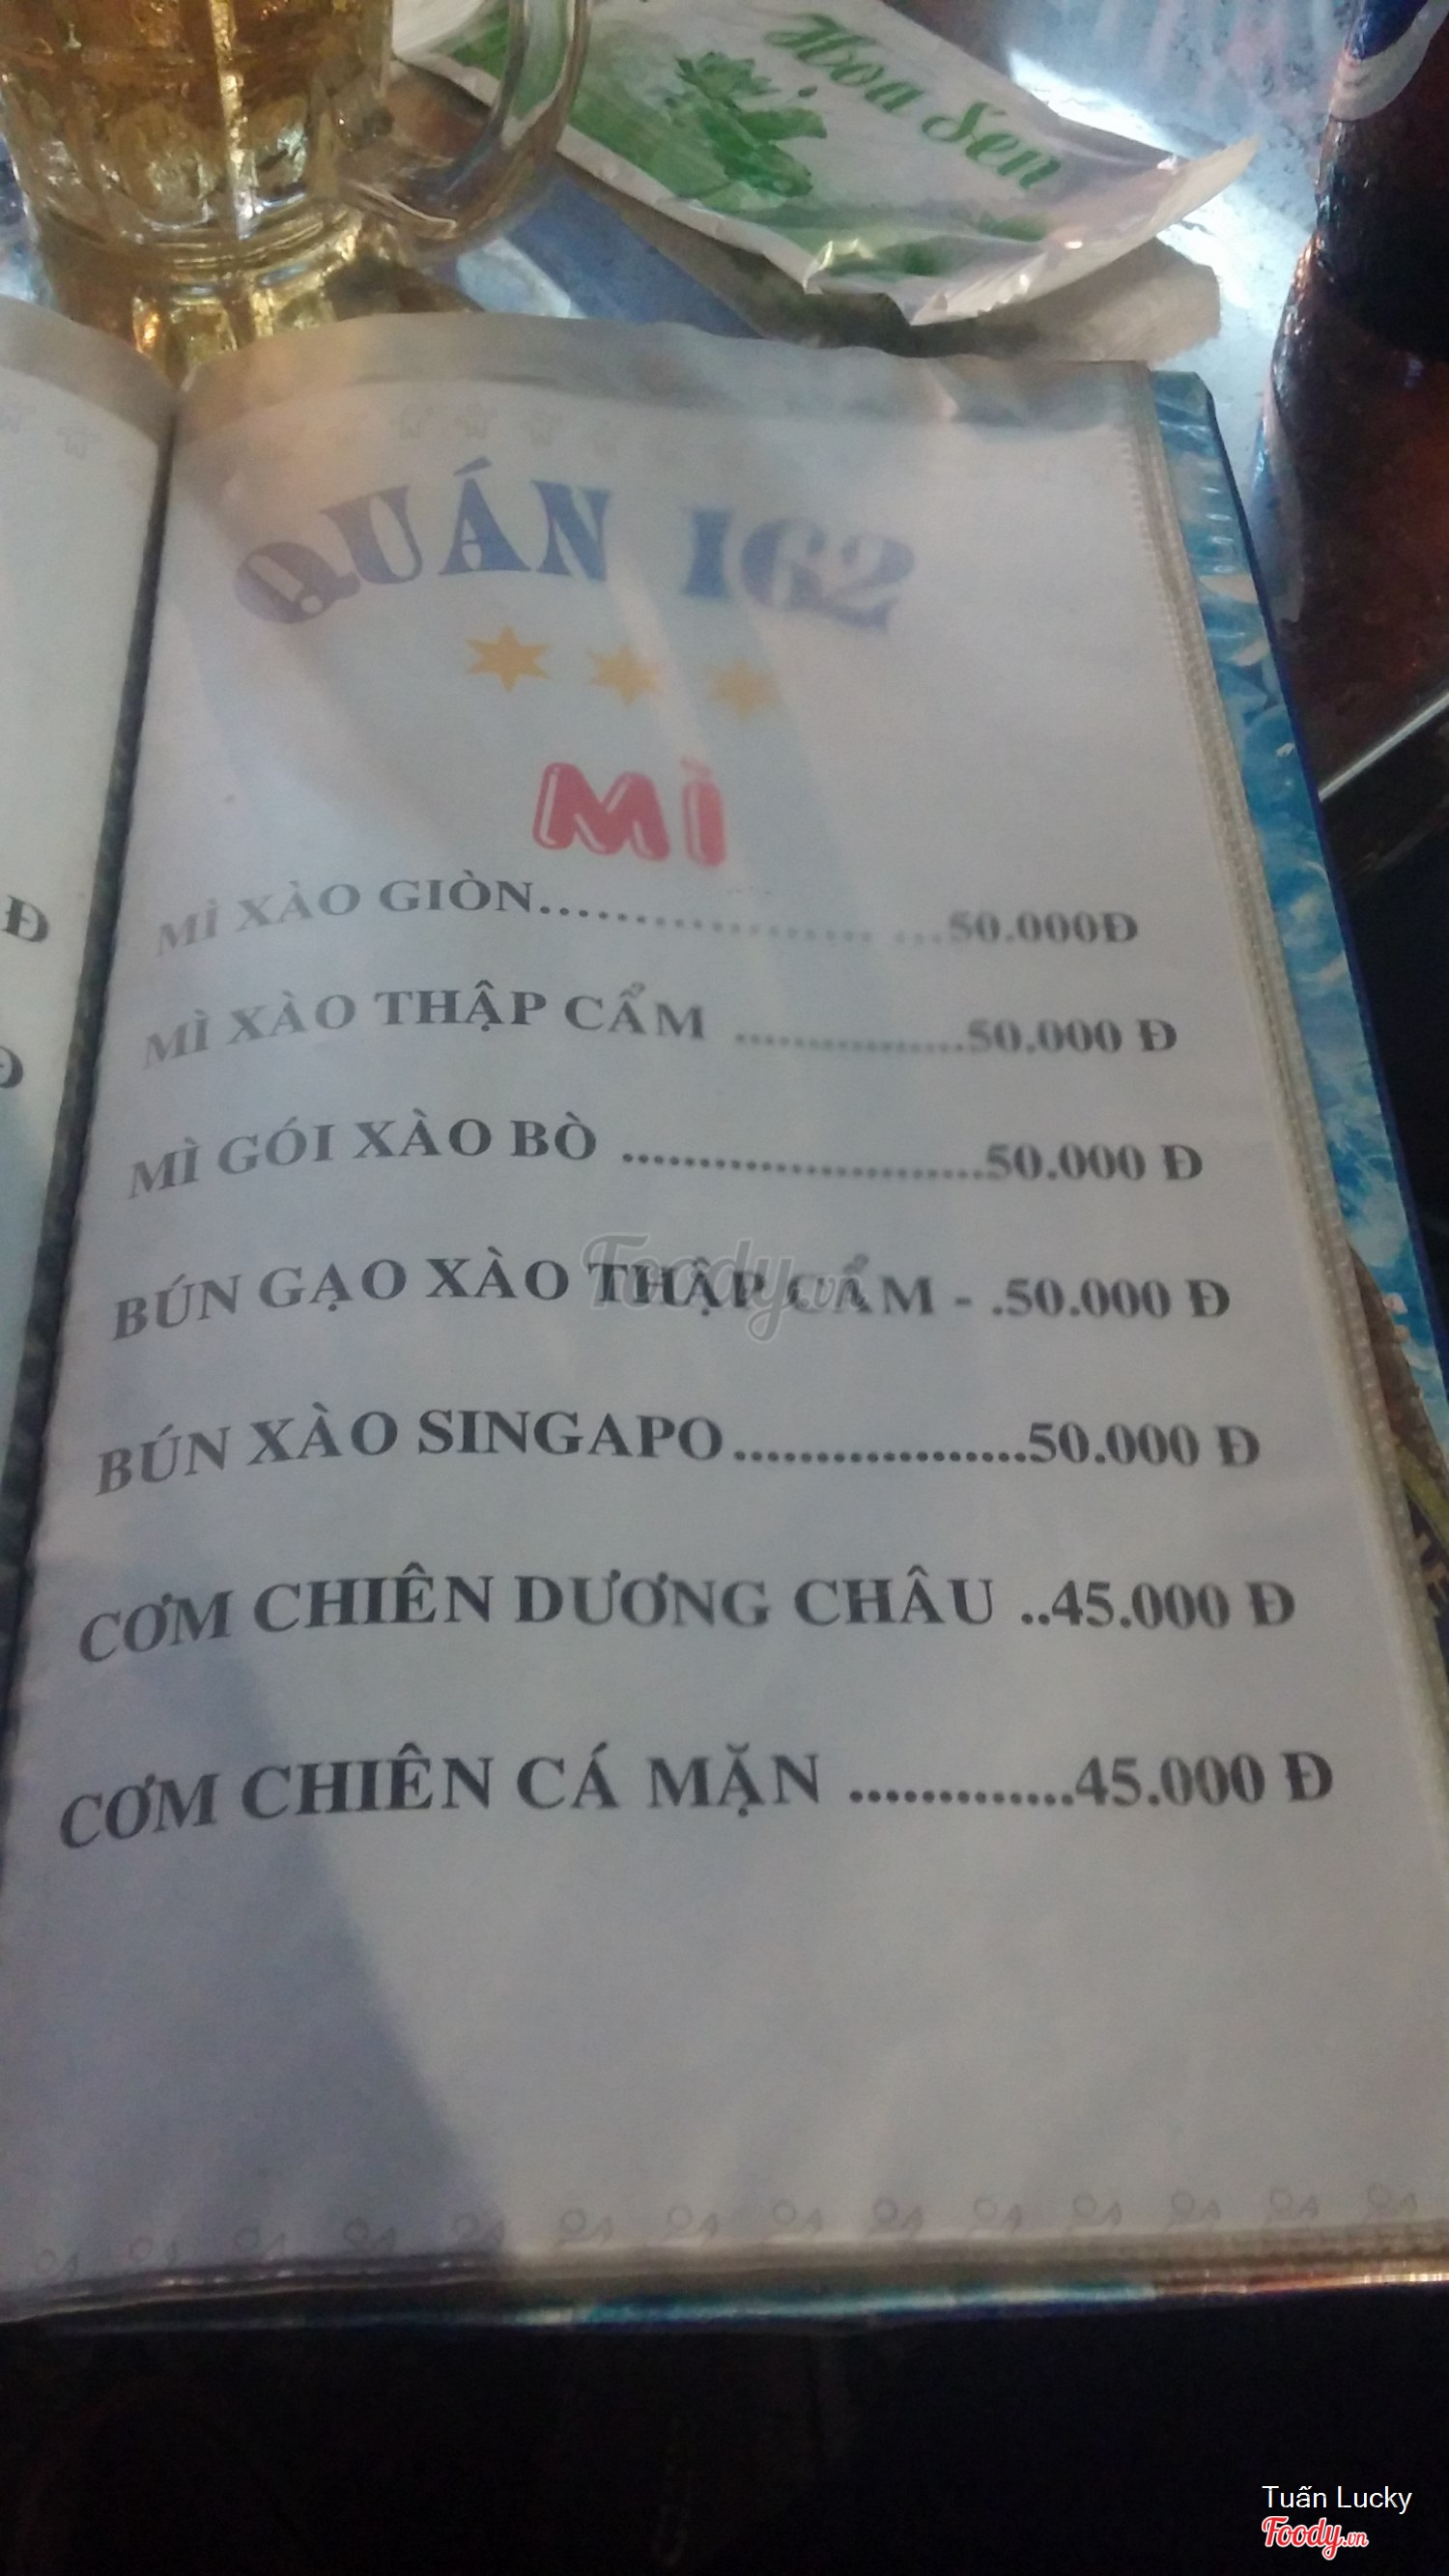 Hoa Sen
QUÁN 162
MÌ
MÌ XÀO GIÒN.................. ...50.000Đ
MÌ XÀO THẬP CẨM ...............50.000 Đ
MÌ GÓI XÀO BÒ ........................50.000 Đ
BÚN GẠO XÀO THẬP CẨM - .50.000 Đ
BÚN XÀO SINGAPO..................50.000 Đ
CƠM CHIÊN DƯƠNG CHÂU ..45.000 Đ
CƠM CHIÊN CÁ MẶN .............45.000 Đ
Đ
Đ
Foody.vn
Tuấn Lucky
Foody.vn